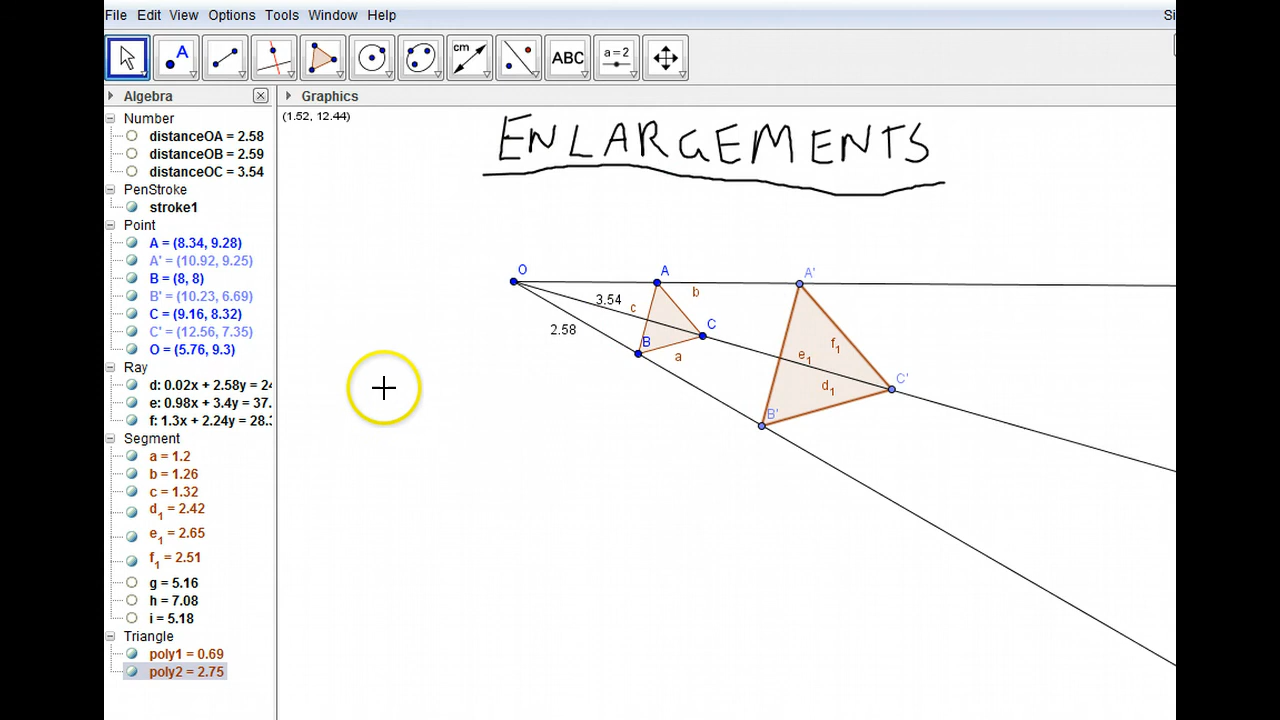 File Edit View Options Tools Window Help Si
A cm ABC a=2
Algebra
Graphics
(1.52, 12.44)
ENLARGEMENTS
Number
distanceOA = 2.58
distanceOB = 2.59
distanceOC = 3.54
PenStroke
stroke1
Point
A = (8.34, 9.28)
A' = (10.92, 9.25)
B = (8, 8)
B' = (10.23, 6.69)
C = (9.16, 8.32)
C' = (12.56, 7.35)
O = (5.76, 9.3)
Ray
d: 0.02x + 2.58y = 24
e: 0.98x + 3.4y = 37.
f: 1.3x + 2.24y = 28.
Segment
a = 1.2
b = 1.26
c = 1.32
d₁ = 2.42
e₁ = 2.65
f₁ = 2.51
g = 5.16
h = 7.08
i = 5.18
Triangle
poly1 = 0.69
poly2 = 2.75
O A A'
b
3.54 c
2.58 C
B f₁
a e₁
C'
d₁
B'